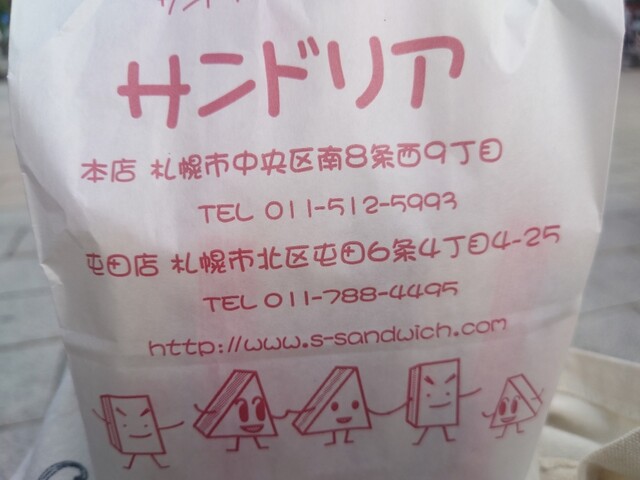 サンドリア
本店 札幌市中央区南8条西9丁目
TEL 011-512-5993
屯田店 札幌市北区屯田6条4丁目4-25
TEL 011-788-4495
http://www.s-sandwich.com